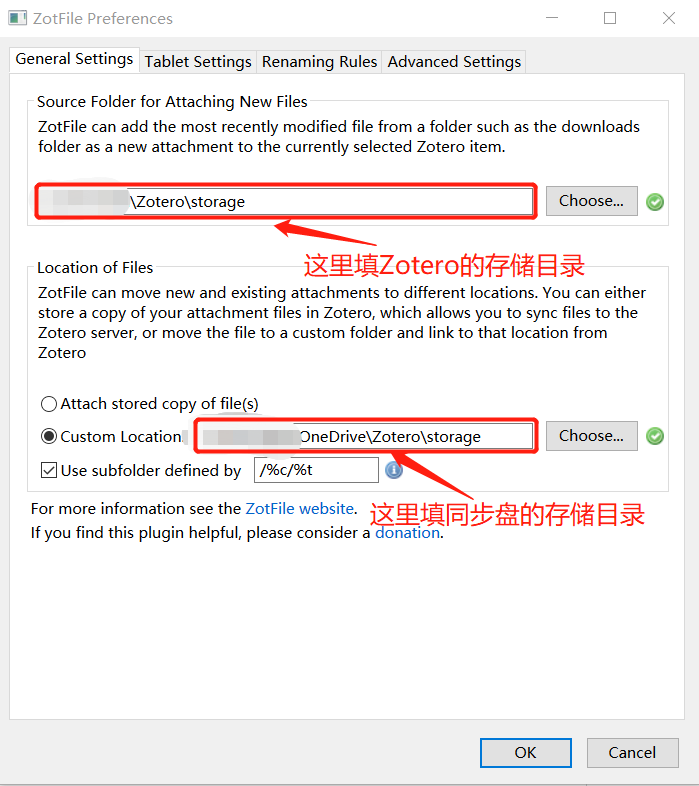 ZotFile Preferences
General Settings
Tablet Settings
Renaming Rules
Advanced Settings
Source Folder for Attaching New Files
ZotFile can add the most recently modified file from a folder such as the downloads
folder as a new attachment to the currently selected Zotero item.
\Zotero\storage
Choose...
这里填Zotero的存储目录
Location of Files
ZotFile can move new and existing attachments to different locations. You can either
store a copy of your attachment files in Zotero, which allows you to sync files to the
Zotero server, or move the file to a custom folder and link to that location from
Zotero
Attach stored copy of file(s)
Custom Location
OneDrive\Zotero\storage
Choose...
Use subfolder defined by
/%c/%t
For more information see the ZotFile website.
这里填同步盘的存储目录
If you find this plugin helpful, please consider a donation.
OK
Cancel